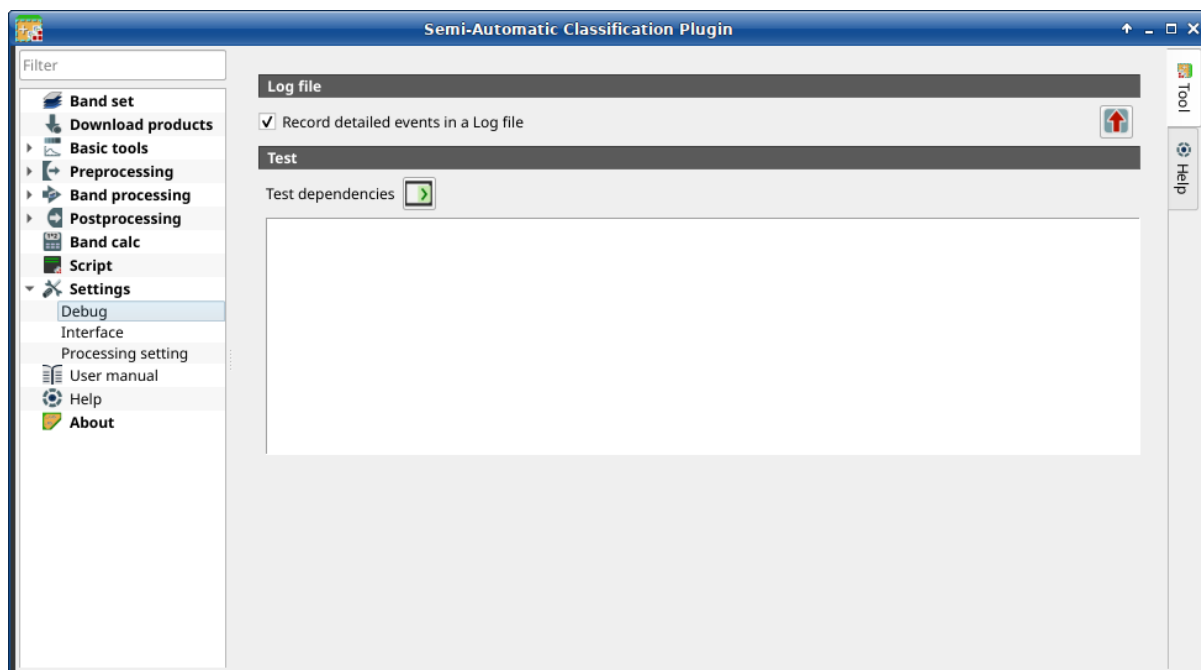 Semi-Automatic Classification Plugin
Filter
Band set
Download products
Basic tools
Preprocessing
Band processing
Postprocessing
Band calc
Script
Settings
Debug
Interface
Processing setting
User manual
Help
About
Log file
Record detailed events in a Log file
Test
Test dependencies
Tool
Help